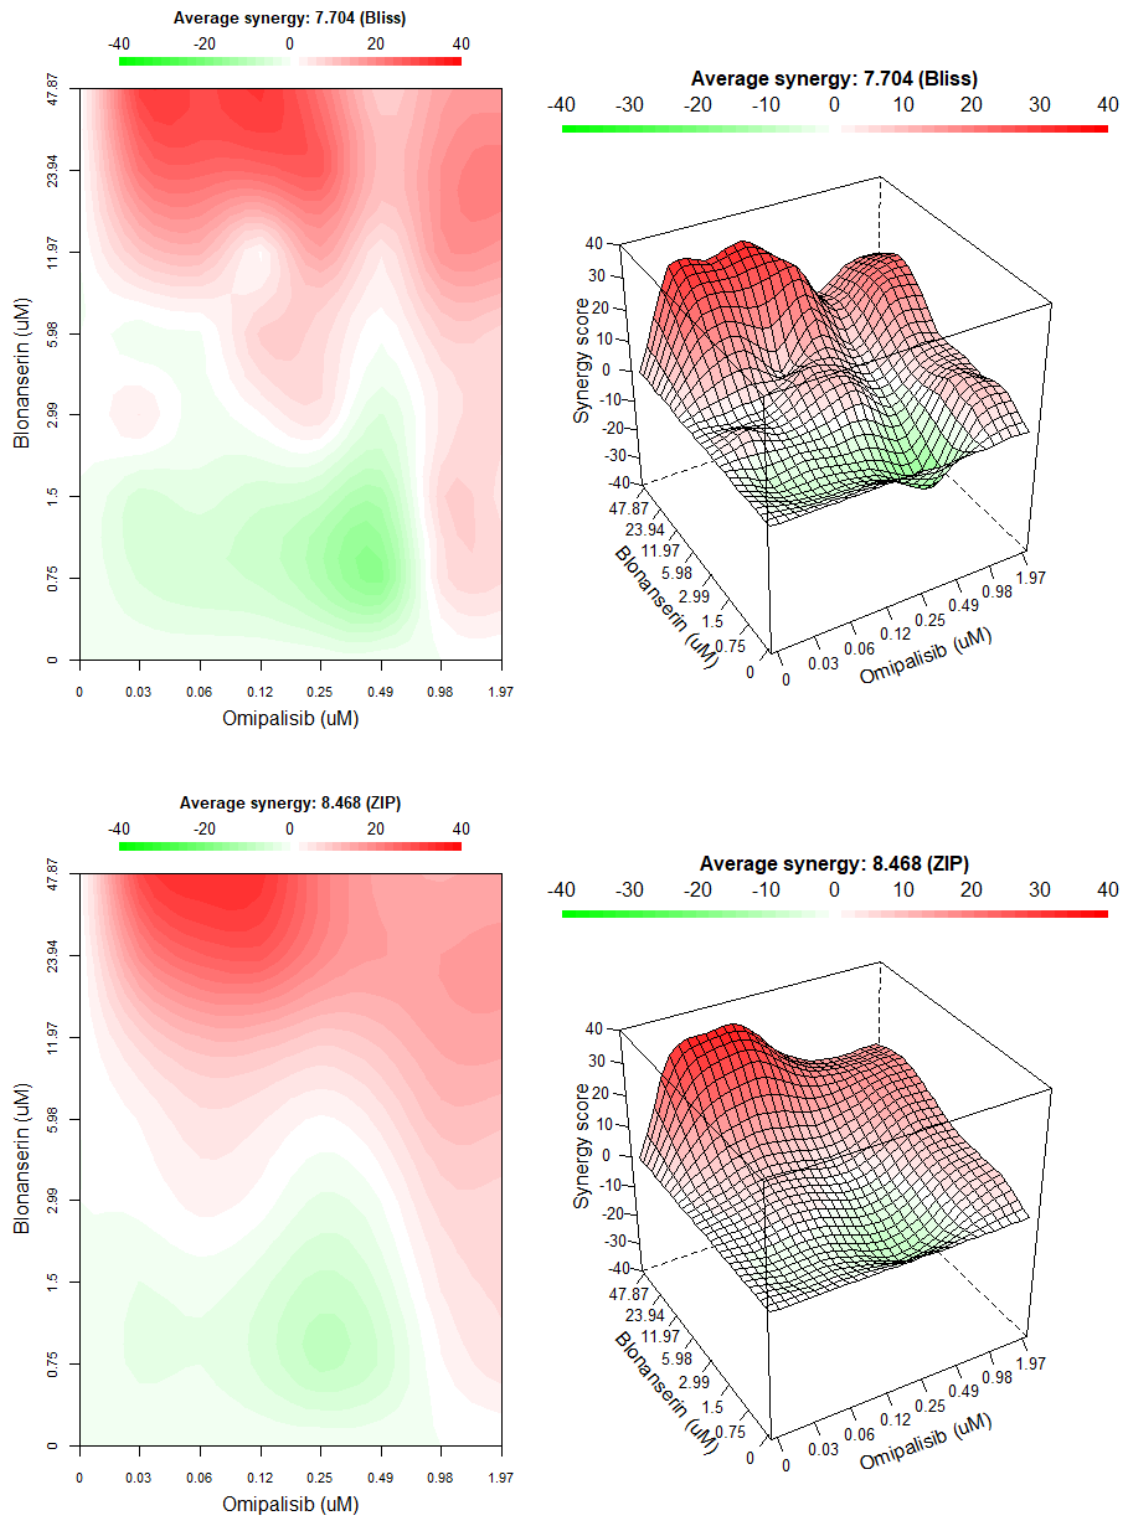 Average synergy: 7.704 (Bliss)
-40 -20 0 20 40
47.87
23.94
11.97
5.98
2.99
1.5
0.75
0
Blonanserin (uM)
0 0.03 0.06 0.12 0.25 0.49 0.98 1.97
Omipalisib (uM)
Average synergy: 7.704 (Bliss)
-40 -30 -20 -10 0 10 20 30 40
40
30
20
10
0
-10
-20
-30
-40
Synergy score
47.87
23.94
11.97
5.98
2.99
1.5
0.75
0
Blonanserin (uM)
0 0.03 0.06 0.12 0.25 0.49 0.98 1.97
Omipalisib (uM)
Average synergy: 8.468 (ZIP)
-40 -20 0 20 40
47.87
23.94
11.97
5.98
2.99
1.5
0.75
0
Blonanserin (uM)
0 0.03 0.06 0.12 0.25 0.49 0.98 1.97
Omipalisib (uM)
Average synergy: 8.468 (ZIP)
-40 -30 -20 -10 0 10 20 30 40
40
30
20
10
0
-10
-20
-30
-40
Synergy score
47.87
23.94
11.97
5.98
2.99
1.5
0.75
0
Blonanserin (uM)
0 0.03 0.06 0.12 0.25 0.49 0.98 1.97
Omipalisib (uM)